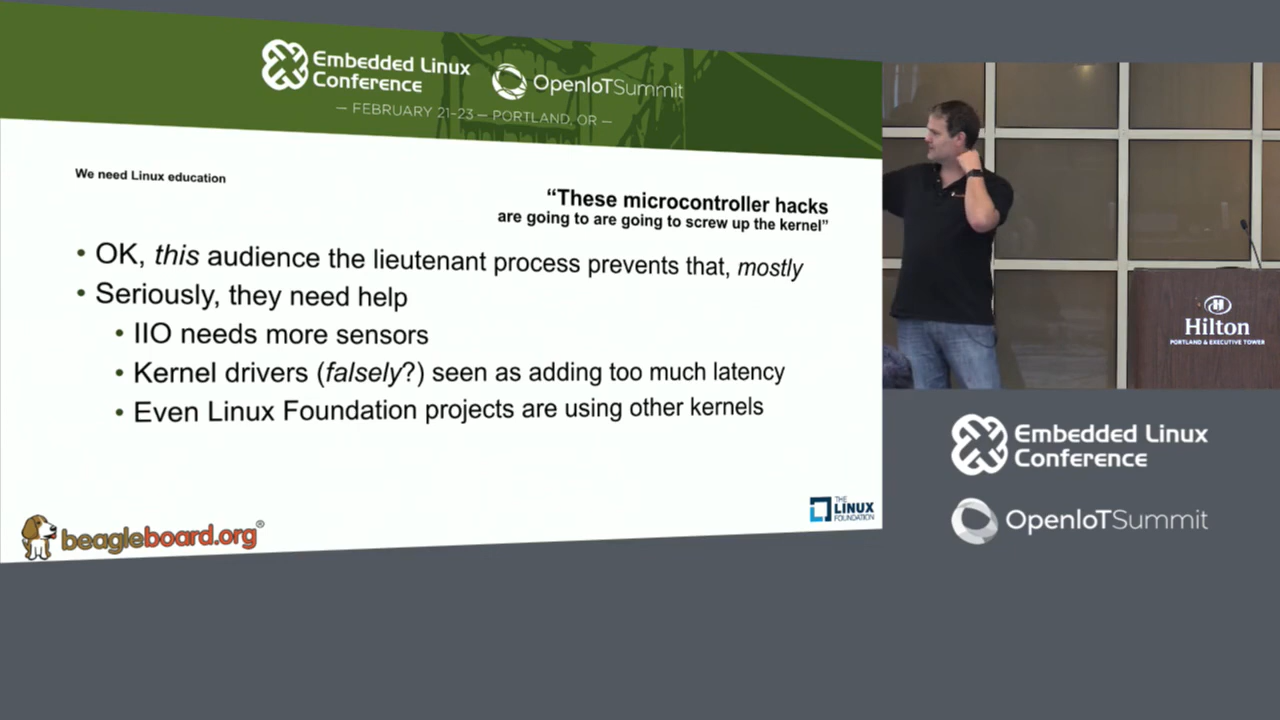 Embedded Linux
Conference
OpenIoTSummit
— FEBRUARY 21-23 — PORTLAND, OR —
We need Linux education
“These microcontroller hacks
are going to are going to screw up the kernel”
• OK, this audience the lieutenant process prevents that, mostly
• Seriously, they need help
• IIO needs more sensors
• Kernel drivers (falsely?) seen as adding too much latency
• Even Linux Foundation projects are using other kernels
beagleboard.org®
THE
LINUX
FOUNDATION
Hilton
PORTLAND & EXECUTIVE TOWER
Embedded Linux
Conference
OpenIoTSummit